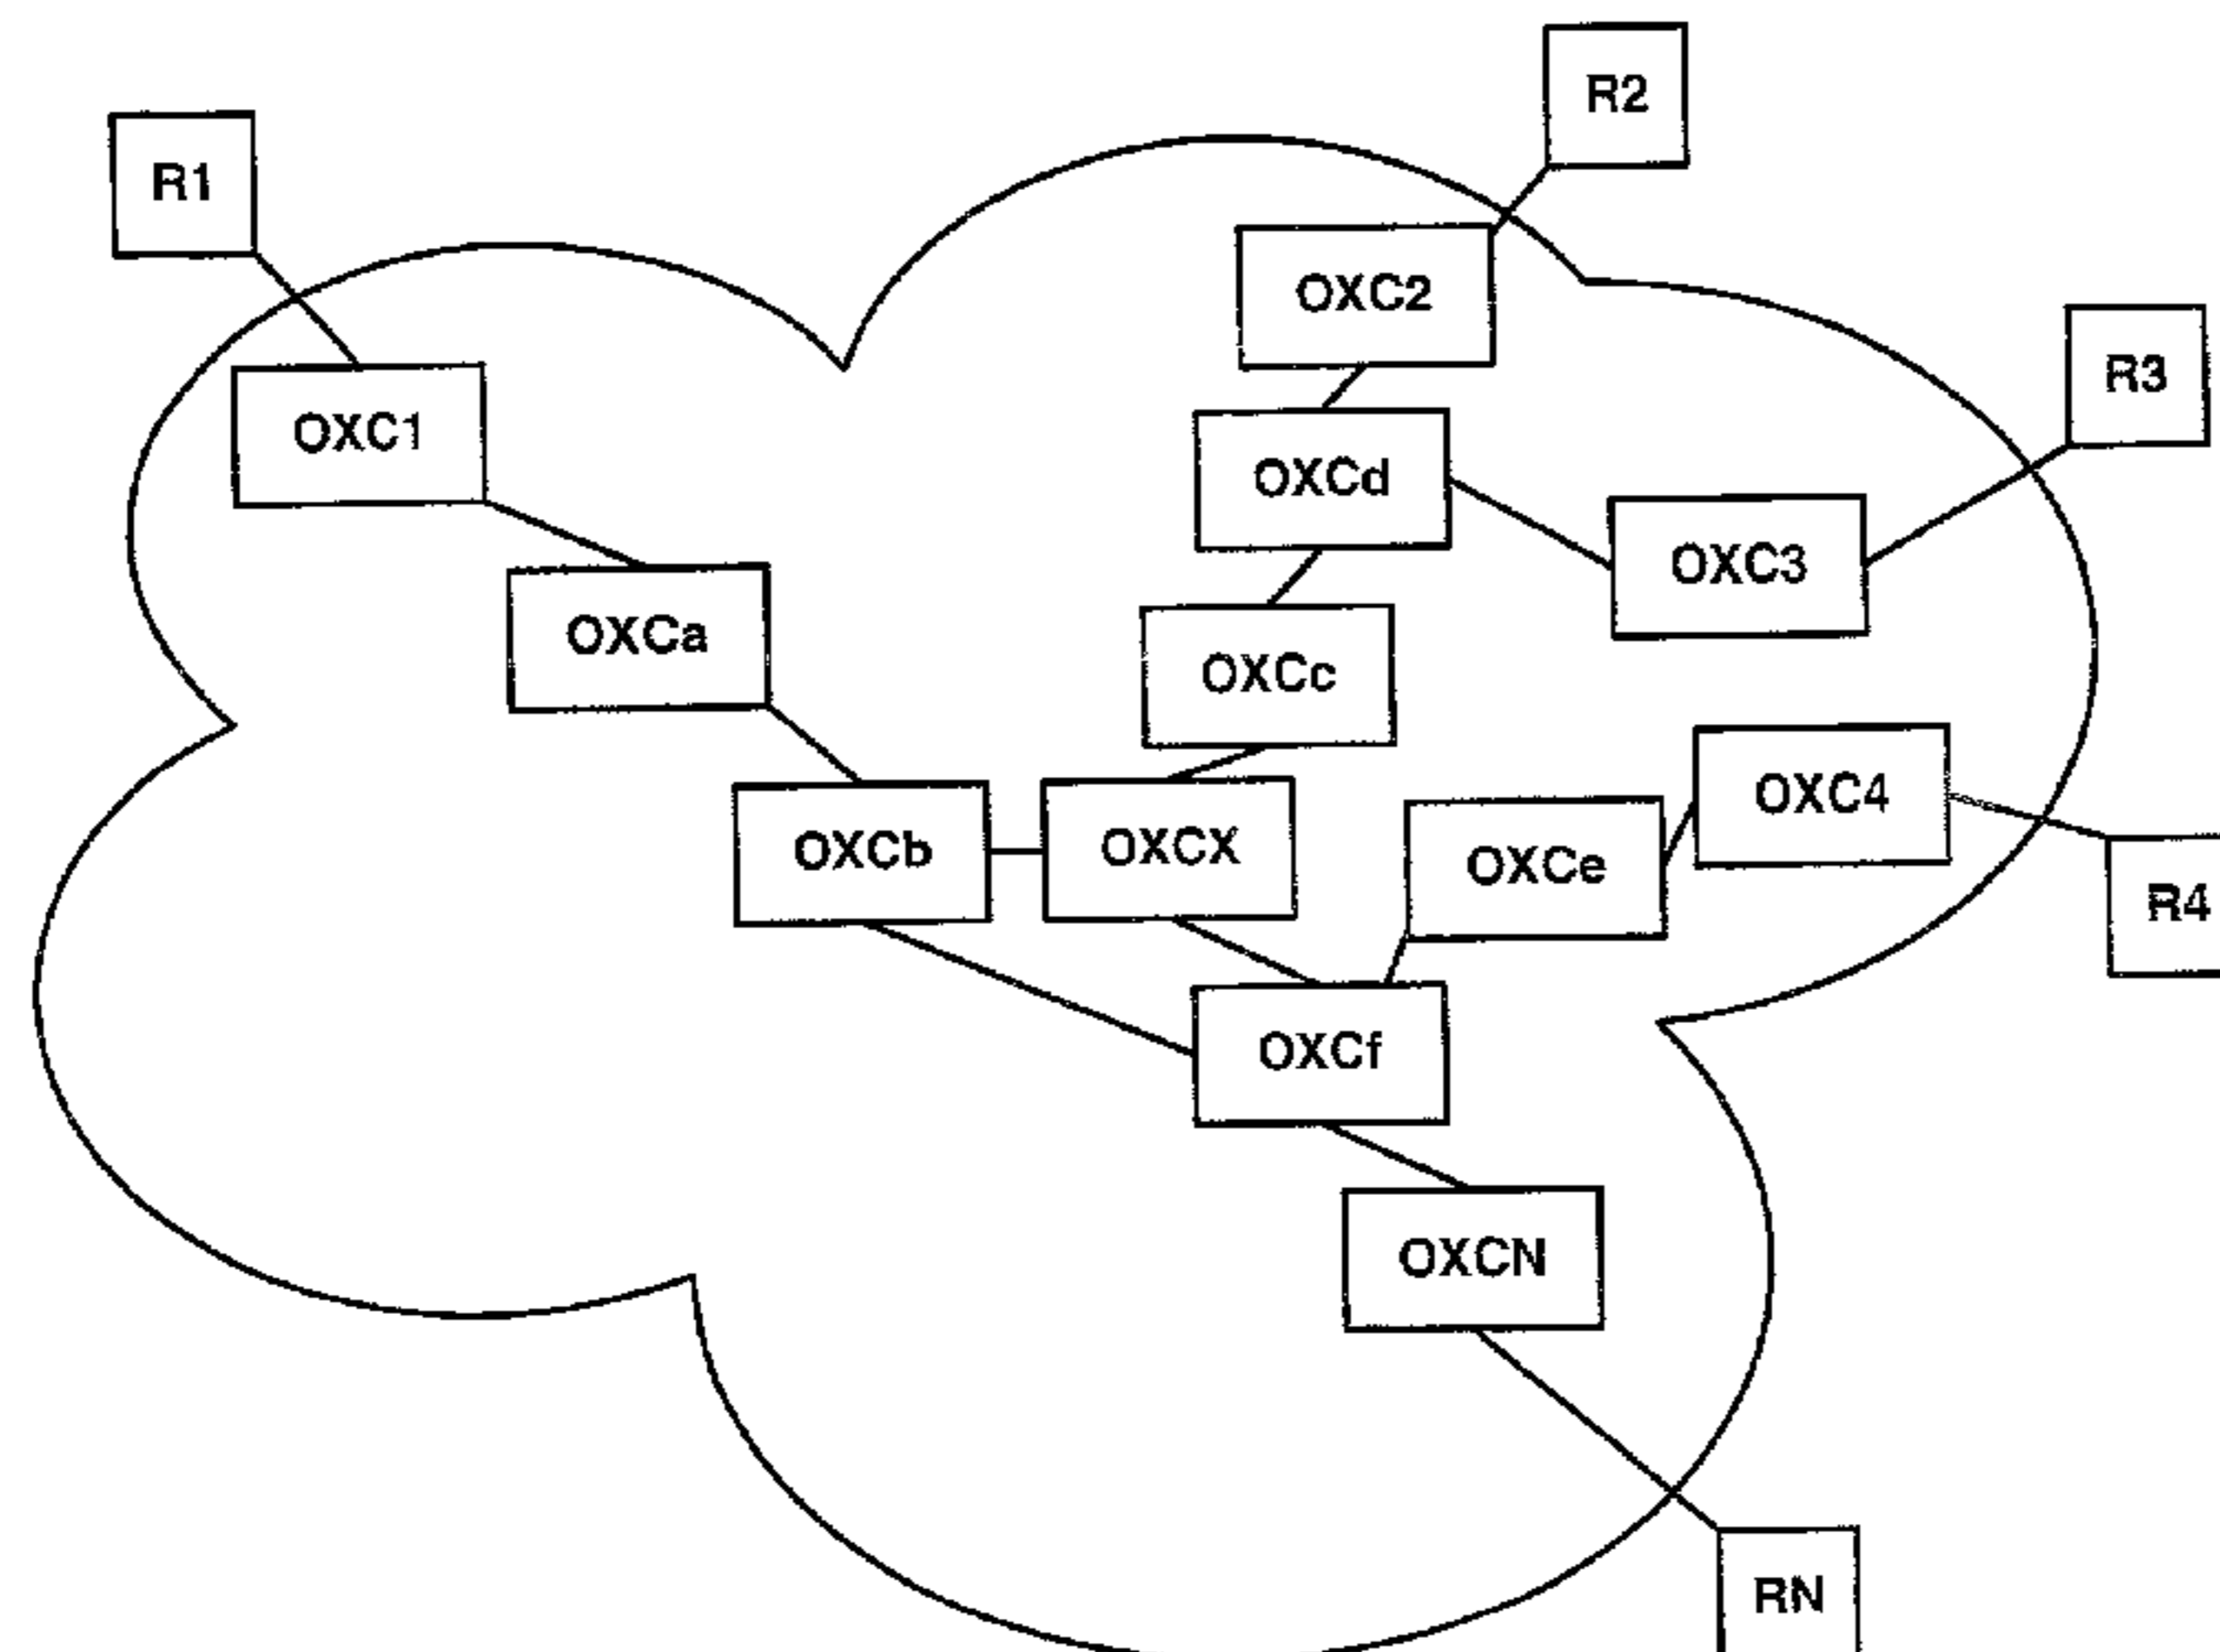 R2
R1
OXC2
R3
OXC1
OXCd
OXC3
OXCa
OXCc
OXC4
OXCb
OXCX
OXCe
R4
OXCf
OXCN
RN